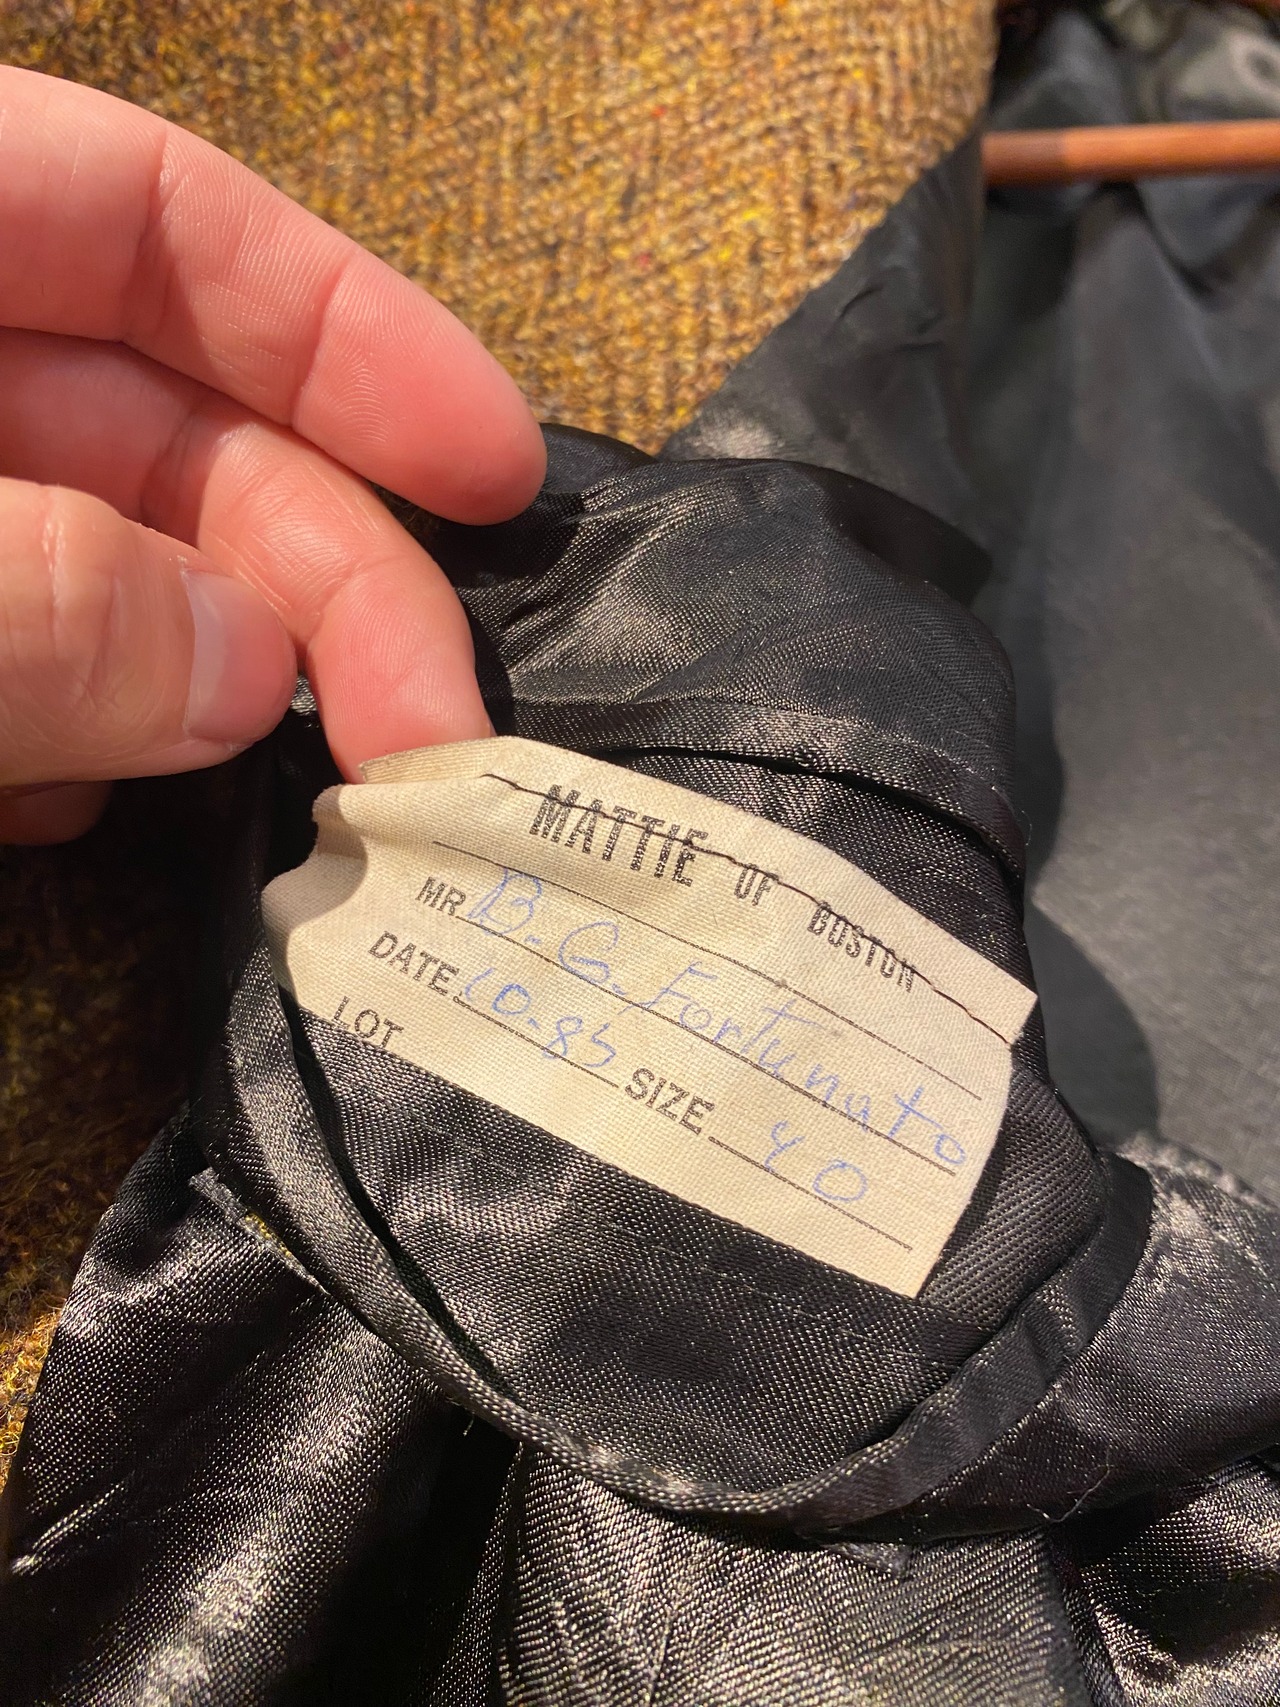 MATTIE OF BOSTON
MR B. G. Fortunato
DATE 10-85 SIZE 40
LOT